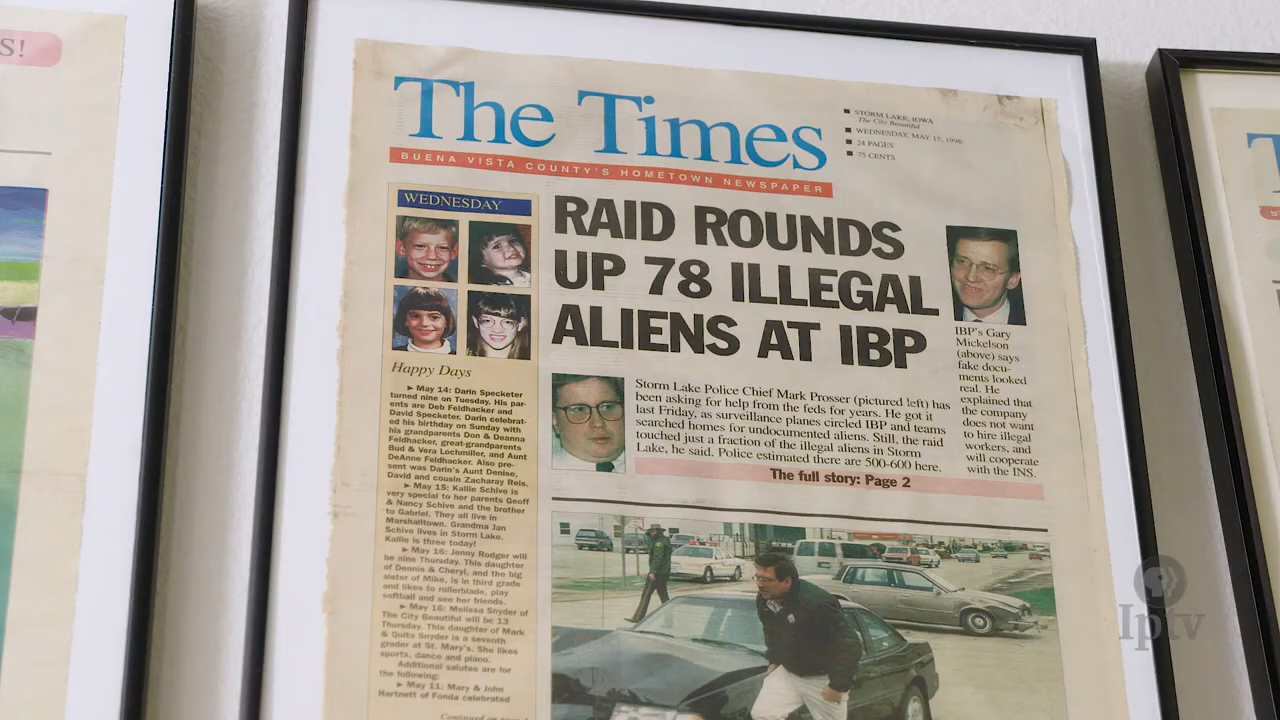 S!
The Times
BUENA VISTA COUNTY'S HOMETOWN NEWSPAPER
STORM LAKE, IOWA
The City Beautiful
WEDNESDAY, MAY 15, 1996
24 PAGES
75 CENTS
WEDNESDAY
Happy Days
► May 14: Darin Specketer
turned nine on Tuesday. His par-
ents are Deb Feldhacker and
David Specketer. Darin celebrat-
ed his birthday on Sunday with
his grandparents Don & Deanna
Feldhacker, great-grandparents
Bud & Vera Lochmiller, and Aunt
DeAnne Feldhacker. Also pre-
sent was Darin's Aunt Denise,
David and cousin Zacharay Reis.
► May 15: Kallie Schive is
very special to her parents Geoff
& Nancy Schive and the brother
to Gabriel. They all live in
Marshalltown. Grandma Jan
Schive lives in Storm Lake.
Kallie is three today!
► May 16: Jenny Rodger will
be nine Thursday. This daughter
of Dennis & Cheryl, and the big
sister of Mike, is in third grade
and likes to rollerblade, play
softball and see her friends.
► May 16: Melissa Snyder of
The City Beautiful will be 13
Thursday. This daughter of Mark
& Quita Snyder is a seventh
grader at St. Mary's. She likes
sports, dance and piano.
Additional salutes are for
the following:
► May 11: Mary & John
Hartnett of Fonda celebrated
Continued on
RAID ROUNDS
UP 78 ILLEGAL
ALIENS AT IBP
Storm Lake Police Chief Mark Prosser (pictured left) has
been asking for help from the feds for years. He got it
last Friday, as surveillance planes circled IBP and teams
searched homes for undocumented aliens. Still, the raid
touched just a fraction of the illegal aliens in Storm
Lake, he said. Police estimated there are 500-600 here.
The full story: Page 2
IBP's Gary
Mickelson
(above) says
fake docu-
ments looked
real. He
explained that
the company
does not want
to hire illegal
workers, and
will cooperate
with the INS.
Iptv